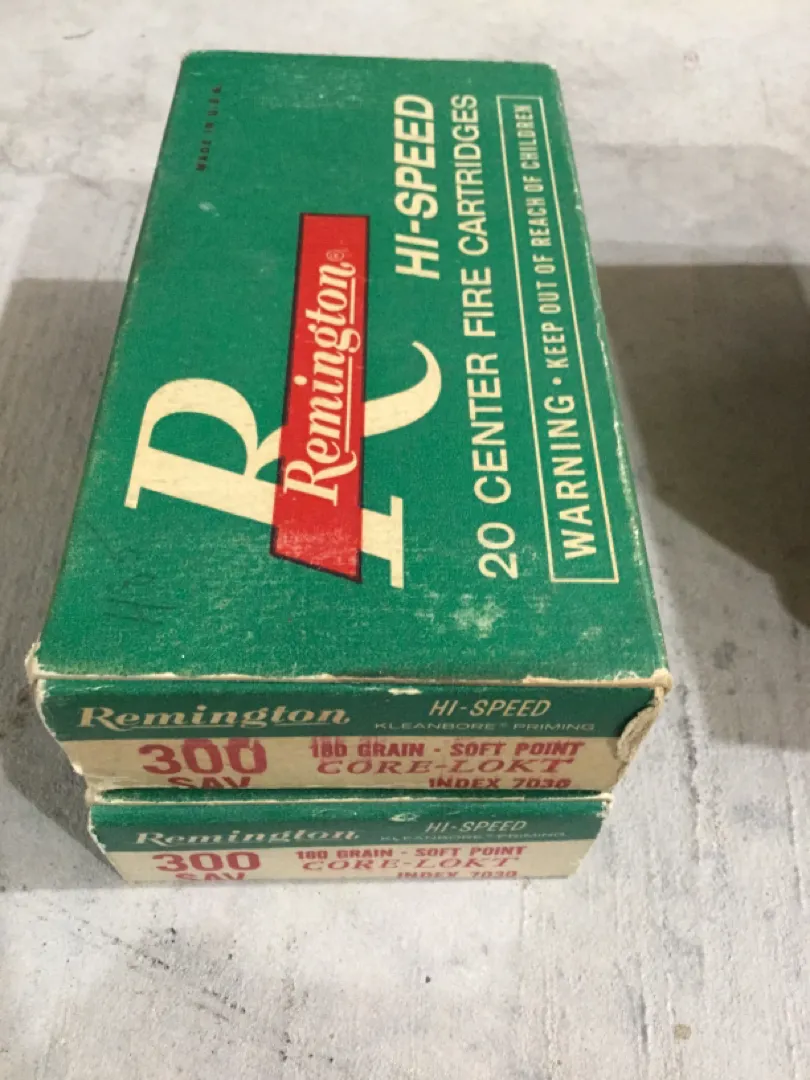 MADE IN U.S.A.
R
Remington®
HI-SPEED
20 CENTER FIRE CARTRIDGES
WARNING • KEEP OUT OF REACH OF CHILDREN
Remington HI-SPEED
KLEANBORE® PRIMING
300 180 GRAIN - SOFT POINT
CORE-LOKT
SAV INDEX 7030
Remington HI-SPEED
KLEANBORE® PRIMING
300 180 GRAIN - SOFT POINT
CORE-LOKT
SAV INDEX 7030